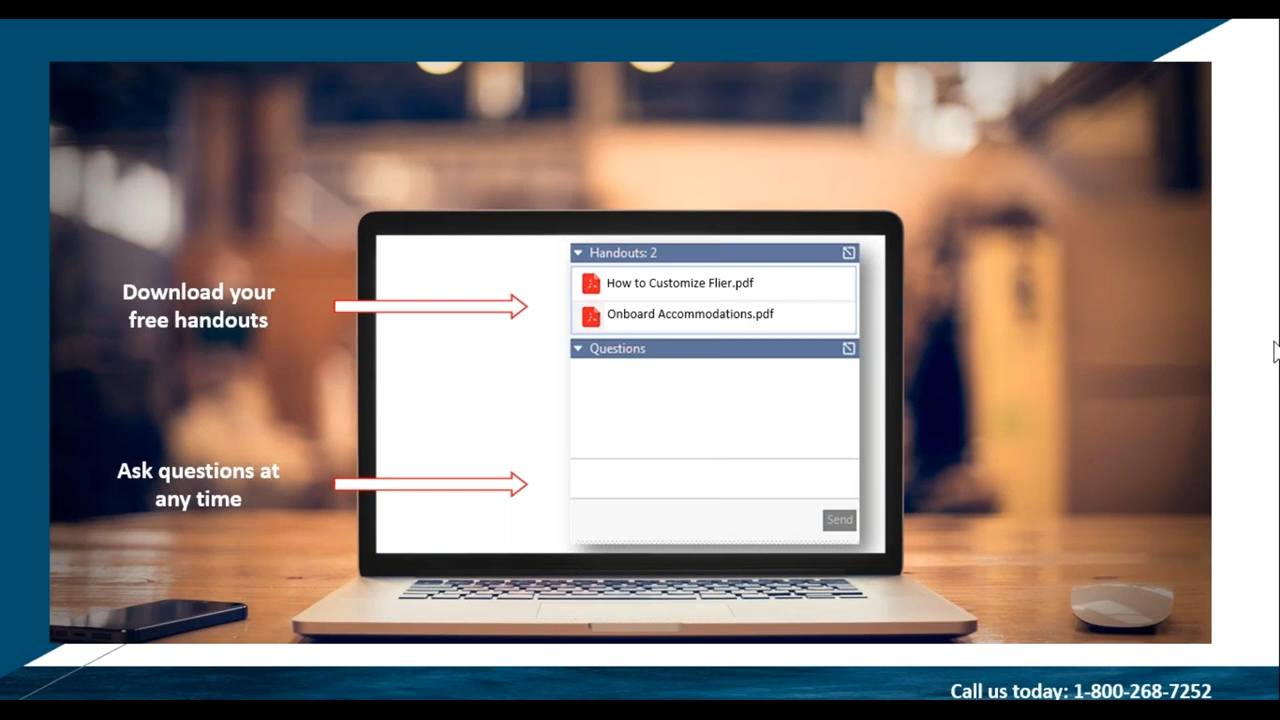 Download your
free handouts
Handouts: 2
How to Customize Flier.pdf
Onboard Accommodations.pdf
Questions
Ask questions at
any time
Send
Call us today: 1-800-268-7252